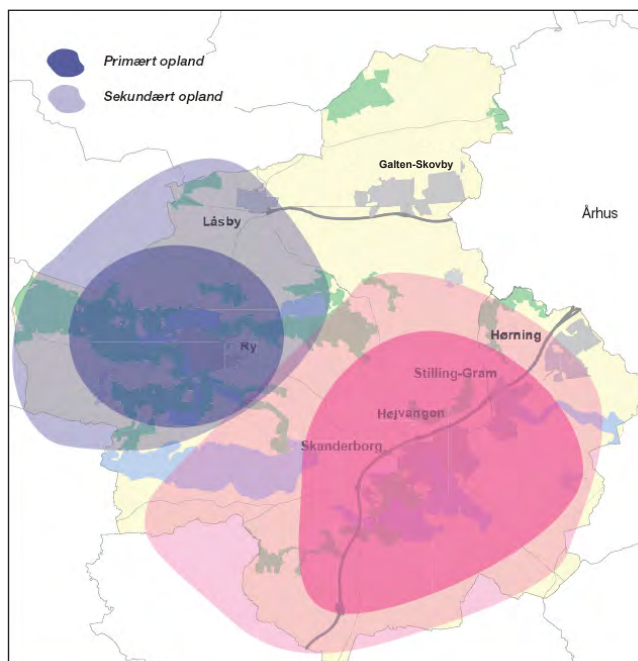 Primært opland
Sekundært opland
Galten-Skovby
Låsby
Århus
Hørning
Ry
Stilling-Gram
Hejvangen
Skanderborg